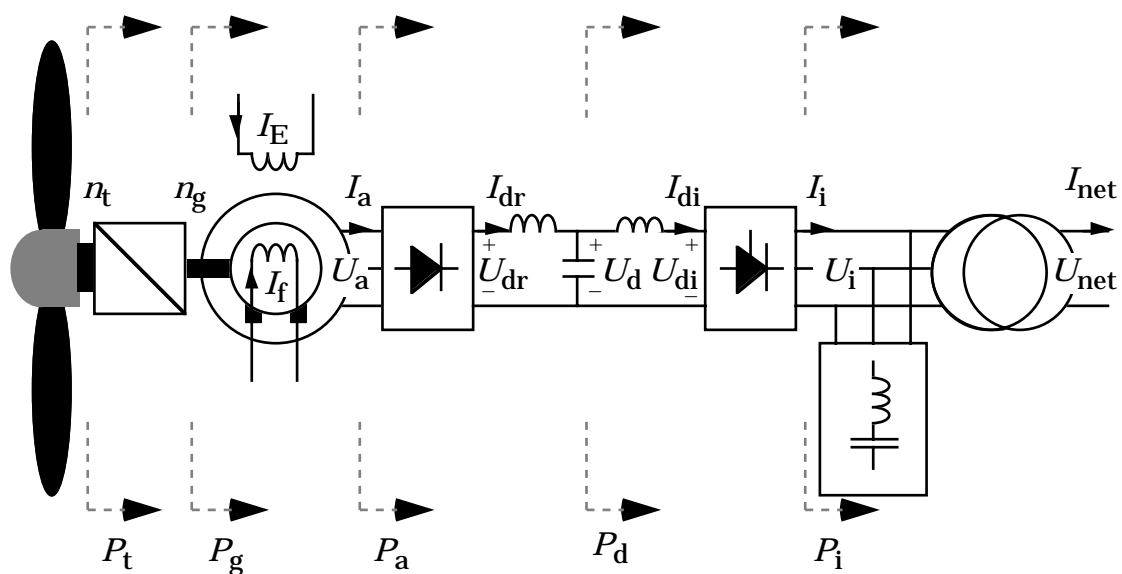 I_E
n_t n_g I_a I_dr I_di I_i I_net
+ + +
U_a U_dr U_d U_di U_i U_net
I_f
− − −
P_t P_g P_a P_d P_i